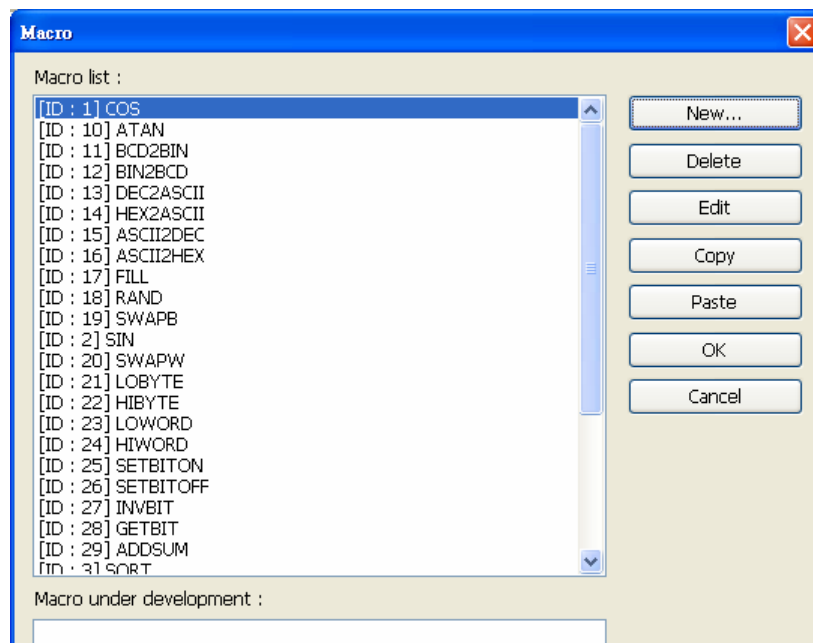 Macro
Macro list :
[ID : 1] COS
[ID : 10] ATAN
[ID : 11] BCD2BIN
[ID : 12] BIN2BCD
[ID : 13] DEC2ASCII
[ID : 14] HEX2ASCII
[ID : 15] ASCII2DEC
[ID : 16] ASCII2HEX
[ID : 17] FILL
[ID : 18] RAND
[ID : 19] SWAPB
[ID : 2] SIN
[ID : 20] SWAPW
[ID : 21] LOBYTE
[ID : 22] HIBYTE
[ID : 23] LOWORD
[ID : 24] HIWORD
[ID : 25] SETBITON
[ID : 26] SETBITOFF
[ID : 27] INVBIT
[ID : 28] GETBIT
[ID : 29] ADDSUM
[ID : 3] SQRT
New...
Delete
Edit
Copy
Paste
OK
Cancel
Macro under development :